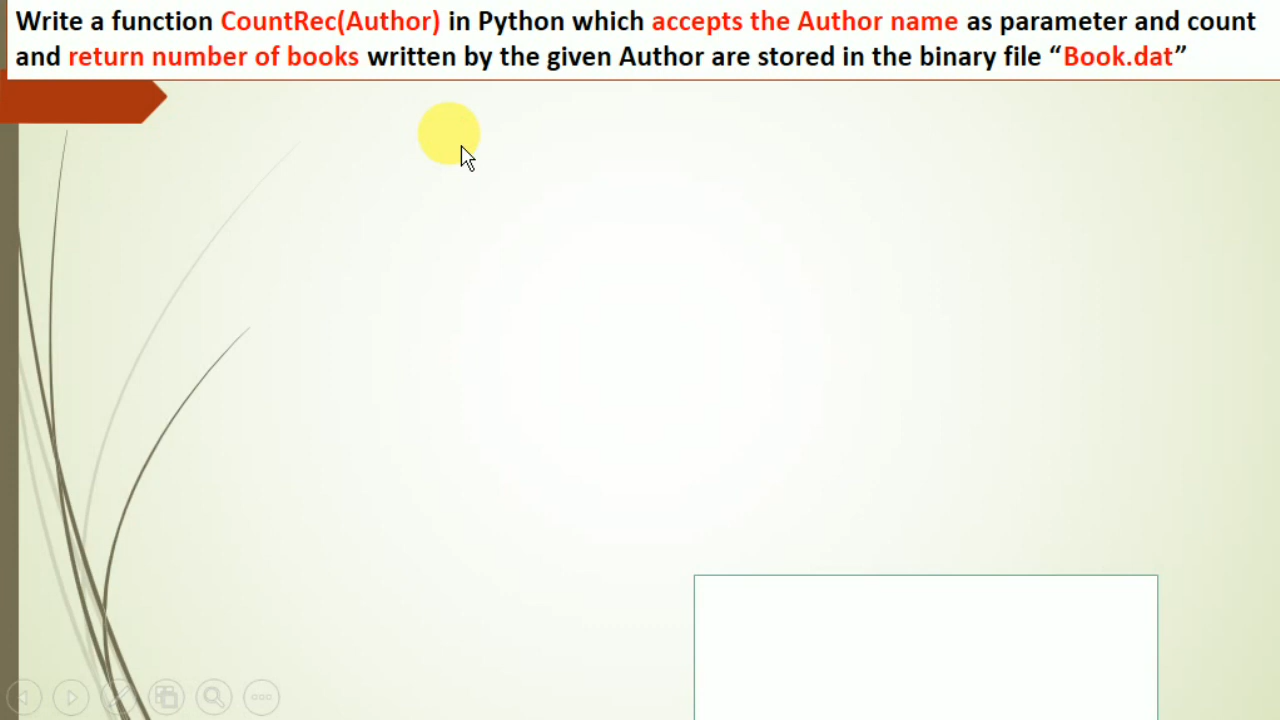 Write a function CountRec(Author) in Python which accepts the Author name as parameter and count
and return number of books written by the given Author are stored in the binary file “Book.dat”